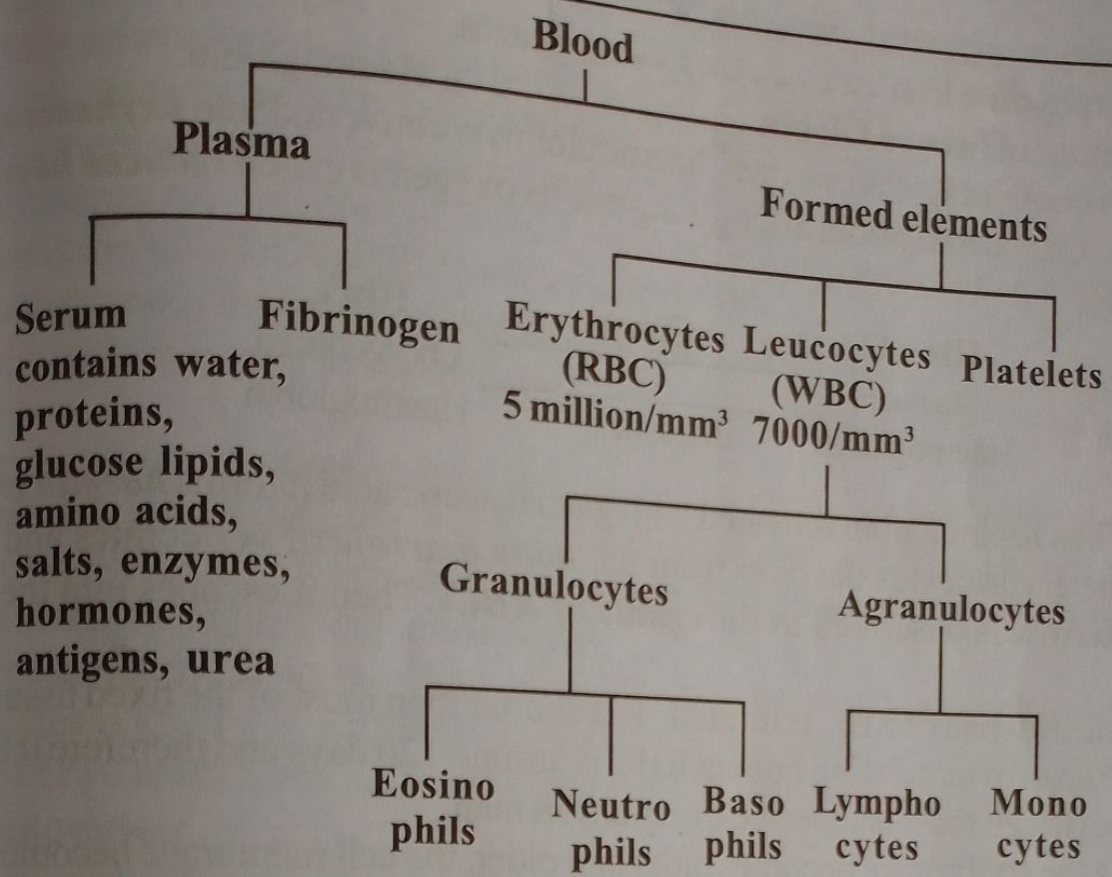 Blood
Plasma
Formed elements
Serum
contains water,
proteins,
glucose lipids,
amino acids,
salts, enzymes,
hormones,
antigens, urea
Fibrinogen
Erythrocytes
(RBC)
5 million/mm³
Leucocytes
(WBC)
7000/mm³
Platelets
Granulocytes
Agranulocytes
Eosino
phils
Neutro
phils
Baso
phils
Lympho
cytes
Mono
cytes